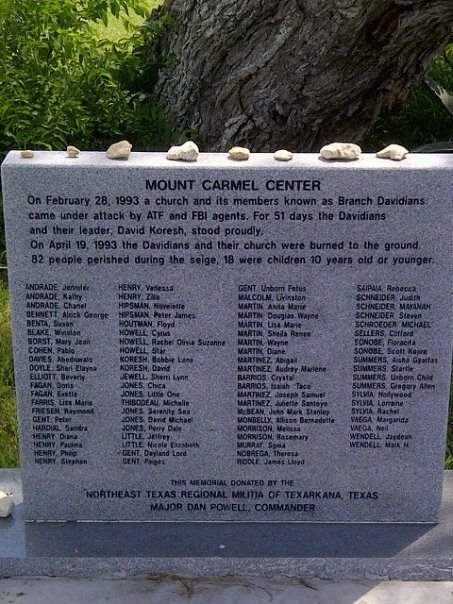 MOUNT CARMEL CENTER
On February 28, 1993 a church and its members known as Branch Davidians
came under attack by ATF and FBI agents. For 51 days the Davidians
and their leader, David Koresh, stood proudly.
On April 19, 1993 the Davidians and their church were burned to the ground.
82 people perished during the seige, 18 were children 10 years old or younger.
ANDRADE, Jennifer
ANDRADE, Kathy
ANDRADE, Chanel
BENNETT, Alrick George
BENTA, Susan
BLAKE, Winston
BORST, Mary Jean
COHEN, Pablo
DAVIES, Abedowalo
DOYLE, Shari Elayna
ELLIOTT, Beverly
FAGAN, Doris
FAGAN, Evette
FARRIS, Lisa Marie
FRIESEN, Raymond
GENT, Peter
HARDIAL, Sandra
HENRY Diana
HENRY, Paulina
HENRY, Philip
HENRY, Stephen
HENRY, Vanessa
HENRY, Zilla
HIPSMAN, Novelette
HIPSMAN, Peter James
HOUTMAN, Floyd
HOWELL, Cyrus
HOWELL, Rachel Olivia Suzanne
HOWELL, Star
KORESH, Bobbie Lane
KORESH, David
JEWELL, Sherri Lynn
JONES, Chica
JONES, Little One
THIBODEAU, Michelle
JONES, Serenity Sea
JONES, David Michael
JONES, Perry Dale
LITTLE, Jeffrey
LITTLE, Nicole Elizabeth
GENT, Dayland Lord
GENT, Paiges
GENT, Unborn Fetus
MALCOLM, Livinston
MARTIN, Anita Marie
MARTIN, Douglas Wayne
MARTIN, Lisa Marie
MARTIN, Sheila Renee
MARTIN, Wayne
MARTIN, Diane
MARTINEZ, Abigail
MARTINEZ, Audrey Marlene
BARRIOS, Crystal
BARRIOS, Isaiah 'Taco'
MARTINEZ, Joseph Samuel
MARTINEZ, Juliette Santoyo
McBEAN, John Mark Stanley
MONBELLY, Alison Bernadette
MORRISON, Melissa
MORRISON, Rosemary
MURRAY, Sonia
NOBREGA, Theresa
RIDDLE, James Lloyd
SAIPAIA, Rebecca
SCHNEIDER, Judith
SCHNEIDER, MAYANAH
SCHNEIDER, Steven
SCHROEDER, MICHAEL
SELLERS, Clifford
SONOBE, Floracita
SONOBE, Scott Kojiro
SUMMERS, Aisha Gyarfas
SUMMERS, Startle
SUMMERS, Unborn Child
SUMMERS, Gregory Allen
SYLVIA, Hollywood
SYLVIA, Lorraine
SYLVIA, Rachel
VAEGA, Margarida
VAEGA, Neil
WENDELL, Jaydean
WENDELL, Mark H.
THIS MEMORIAL DONATED BY THE
NORTHEAST TEXAS REGIONAL MILITIA OF TEXARKANA, TEXAS
MAJOR DAN POWELL, COMMANDER